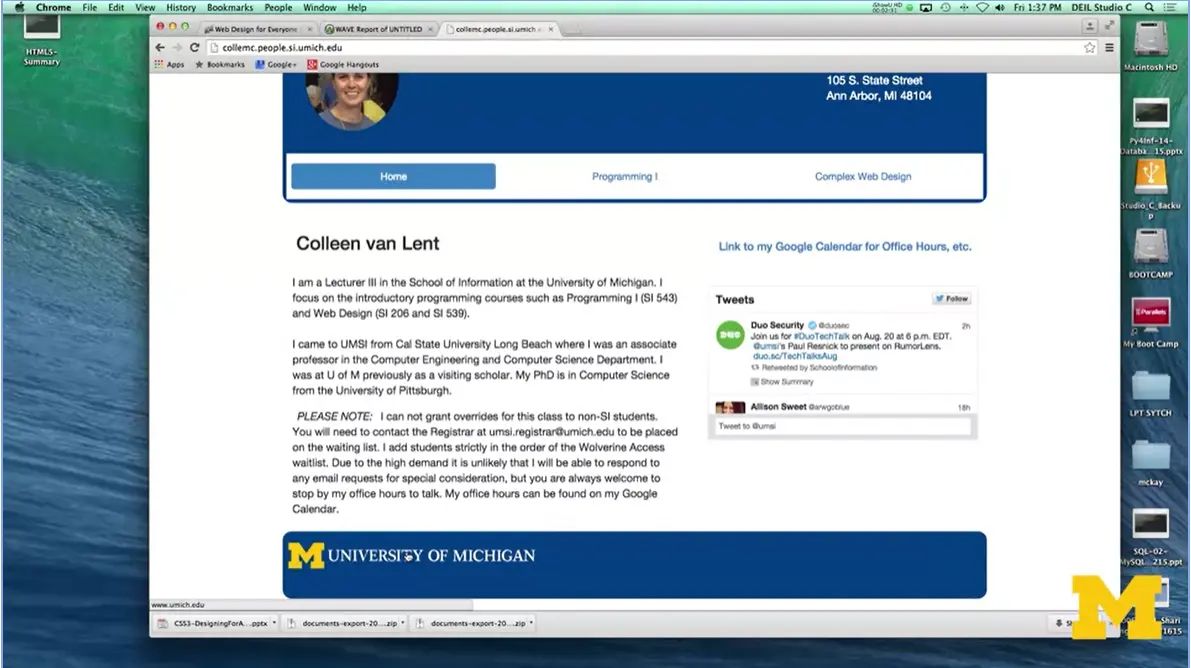 Chrome File Edit View History Bookmarks People Window Help
Fri 1:37 PM DEIL Studio C
HTML5-
Summary
Web Design for Everyone
WAVE Report of UNTITLED
collemc.people.si.umich
collemc.people.si.umich.edu
Apps Bookmarks Google+ Google Hangouts
105 S. State Street
Ann Arbor, MI 48104
Home Programming I Complex Web Design
Colleen van Lent
I am a Lecturer III in the School of Information at the University of Michigan. I
focus on the introductory programming courses such as Programming I (SI 543)
and Web Design (SI 206 and SI 539).
I came to UMSI from Cal State University Long Beach where I was an associate
professor in the Computer Engineering and Computer Science Department. I
was at U of M previously as a visiting scholar. My PhD is in Computer Science
from the University of Pittsburgh.
PLEASE NOTE: I can not grant overrides for this class to non-SI students.
You will need to contact the Registrar at umsi.registrar@umich.edu to be placed
on the waiting list. I add students strictly in the order of the Wolverine Access
waitlist. Due to the high demand it is unlikely that I will be able to respond to
any email requests for special consideration, but you are always welcome to
stop by my office hours to talk. My office hours can be found on my Google
Calendar.
Link to my Google Calendar for Office Hours, etc.
Tweets Follow
Duo Security @duosec 2h
Join us for #DuoTechTalk on Aug. 20 at 6 p.m. EDT.
@umsi's Paul Resnick to present on RumorLens.
duo.sc/TechTalksAug
Retweeted by SchoolofInformation
Show Summary
Allison Sweet @arwgoblue 18h
Tweet to @umsi
M UNIVERSITY OF MICHIGAN
www.umich.edu
CSS3-DesigningForA....pptx documents-export-20....zip documents-export-20....zip
Macintosh HD
Py4Inf-14-
Databa...15.pptx
Studio_C_Backu
p
BOOTCAMP
Parallels
My Boot Camp
LPT SYTCH
mckay
SQL-02-
MySQL...215.ppt
M